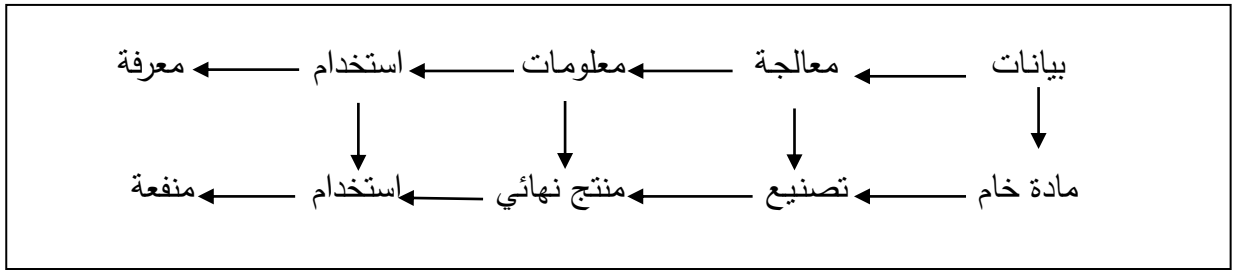 بيانات معالجة معلومات استخدام معرفة
مادة خام تصنيع منتج نهائي استخدام منفعة